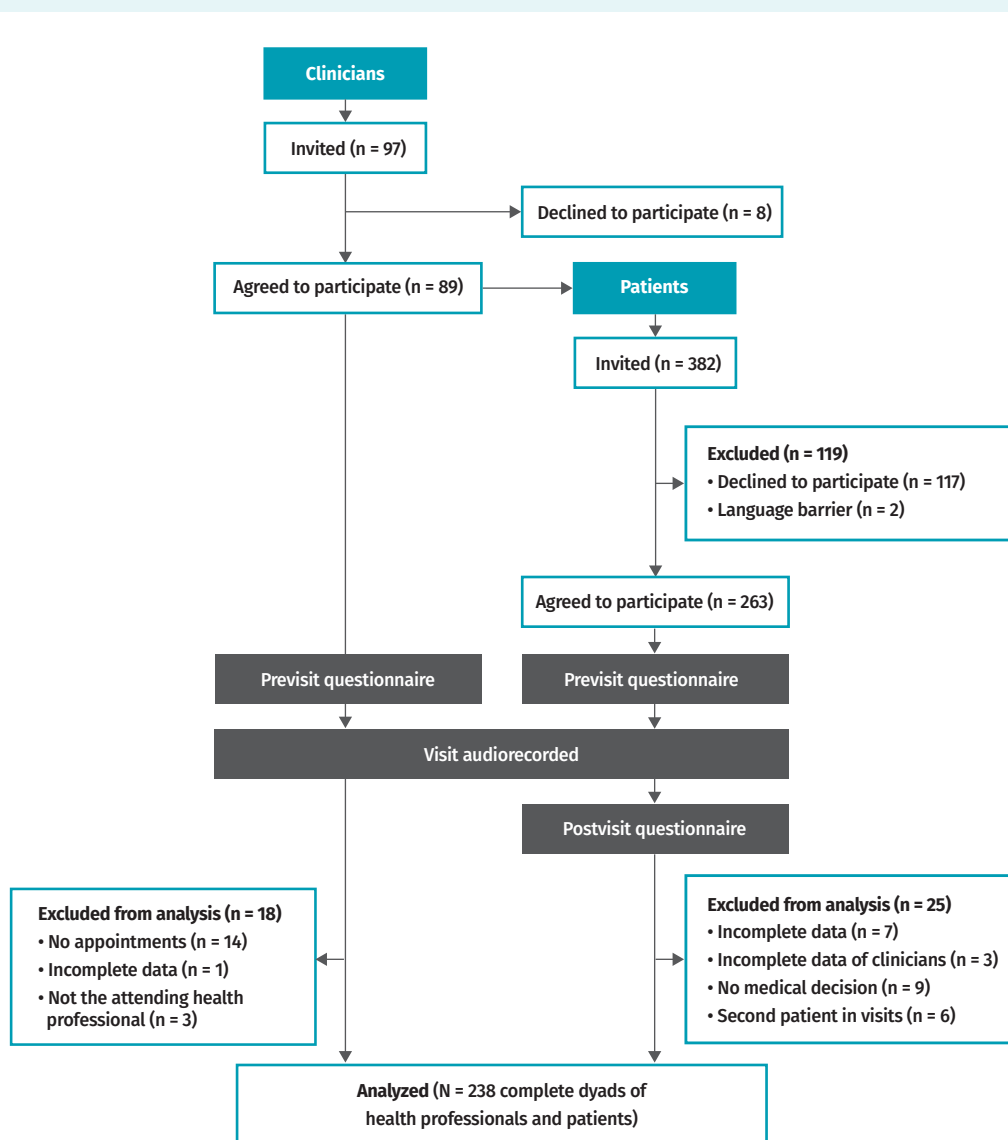 Clinicians
Invited (n = 97)
Declined to participate (n = 8)
Agreed to participate (n = 89)
Patients
Invited (n = 382)
Excluded (n = 119)
• Declined to participate (n = 117)
• Language barrier (n = 2)
Agreed to participate (n = 263)
Previsit questionnaire
Previsit questionnaire
Visit audiorecorded
Postvisit questionnaire
Excluded from analysis (n = 18)
• No appointments (n = 14)
• Incomplete data (n = 1)
• Not the attending health
professional (n = 3)
Excluded from analysis (n = 25)
• Incomplete data (n = 7)
• Incomplete data of clinicians (n = 3)
• No medical decision (n = 9)
• Second patient in visits (n = 6)
Analyzed (N = 238 complete dyads of
health professionals and patients)